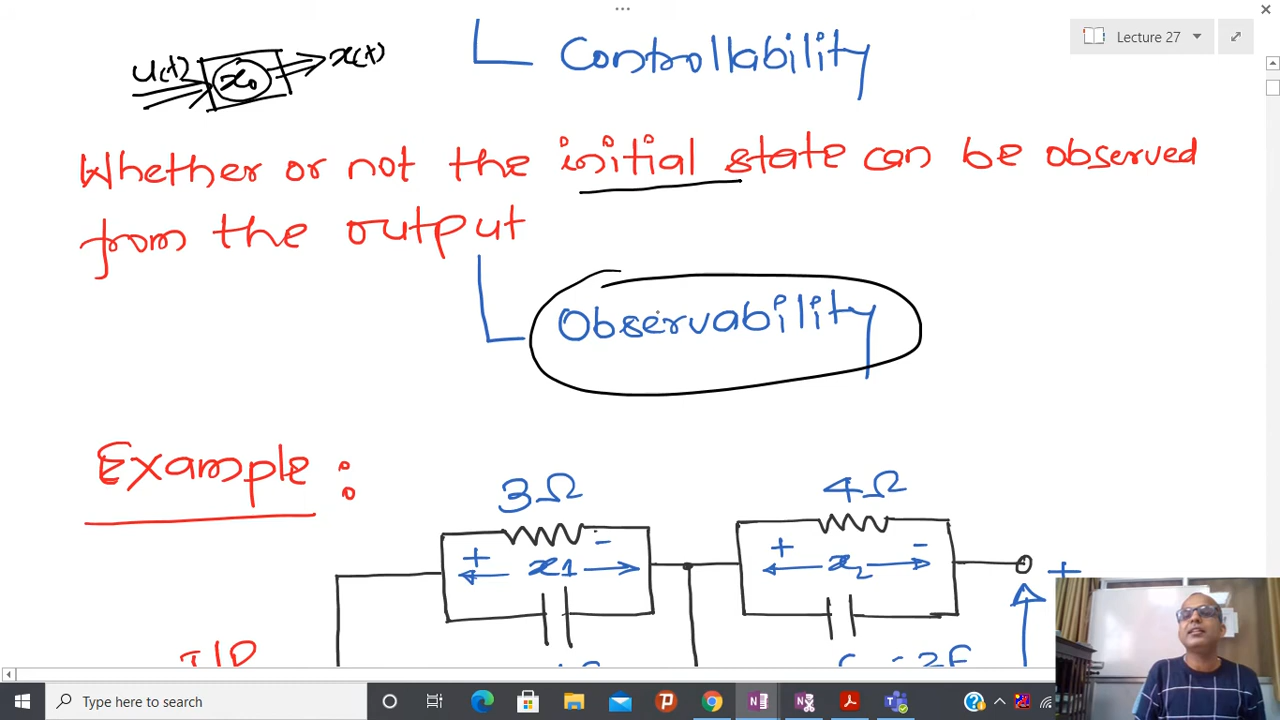 Lecture 27
Controllability
u(t) x0 x(t)
Whether or not the initial state can be observed
from the output
Observability
Example :
3Ω 4Ω
+ x1 - + x2 -
+
I/P
= 2F
Type here to search